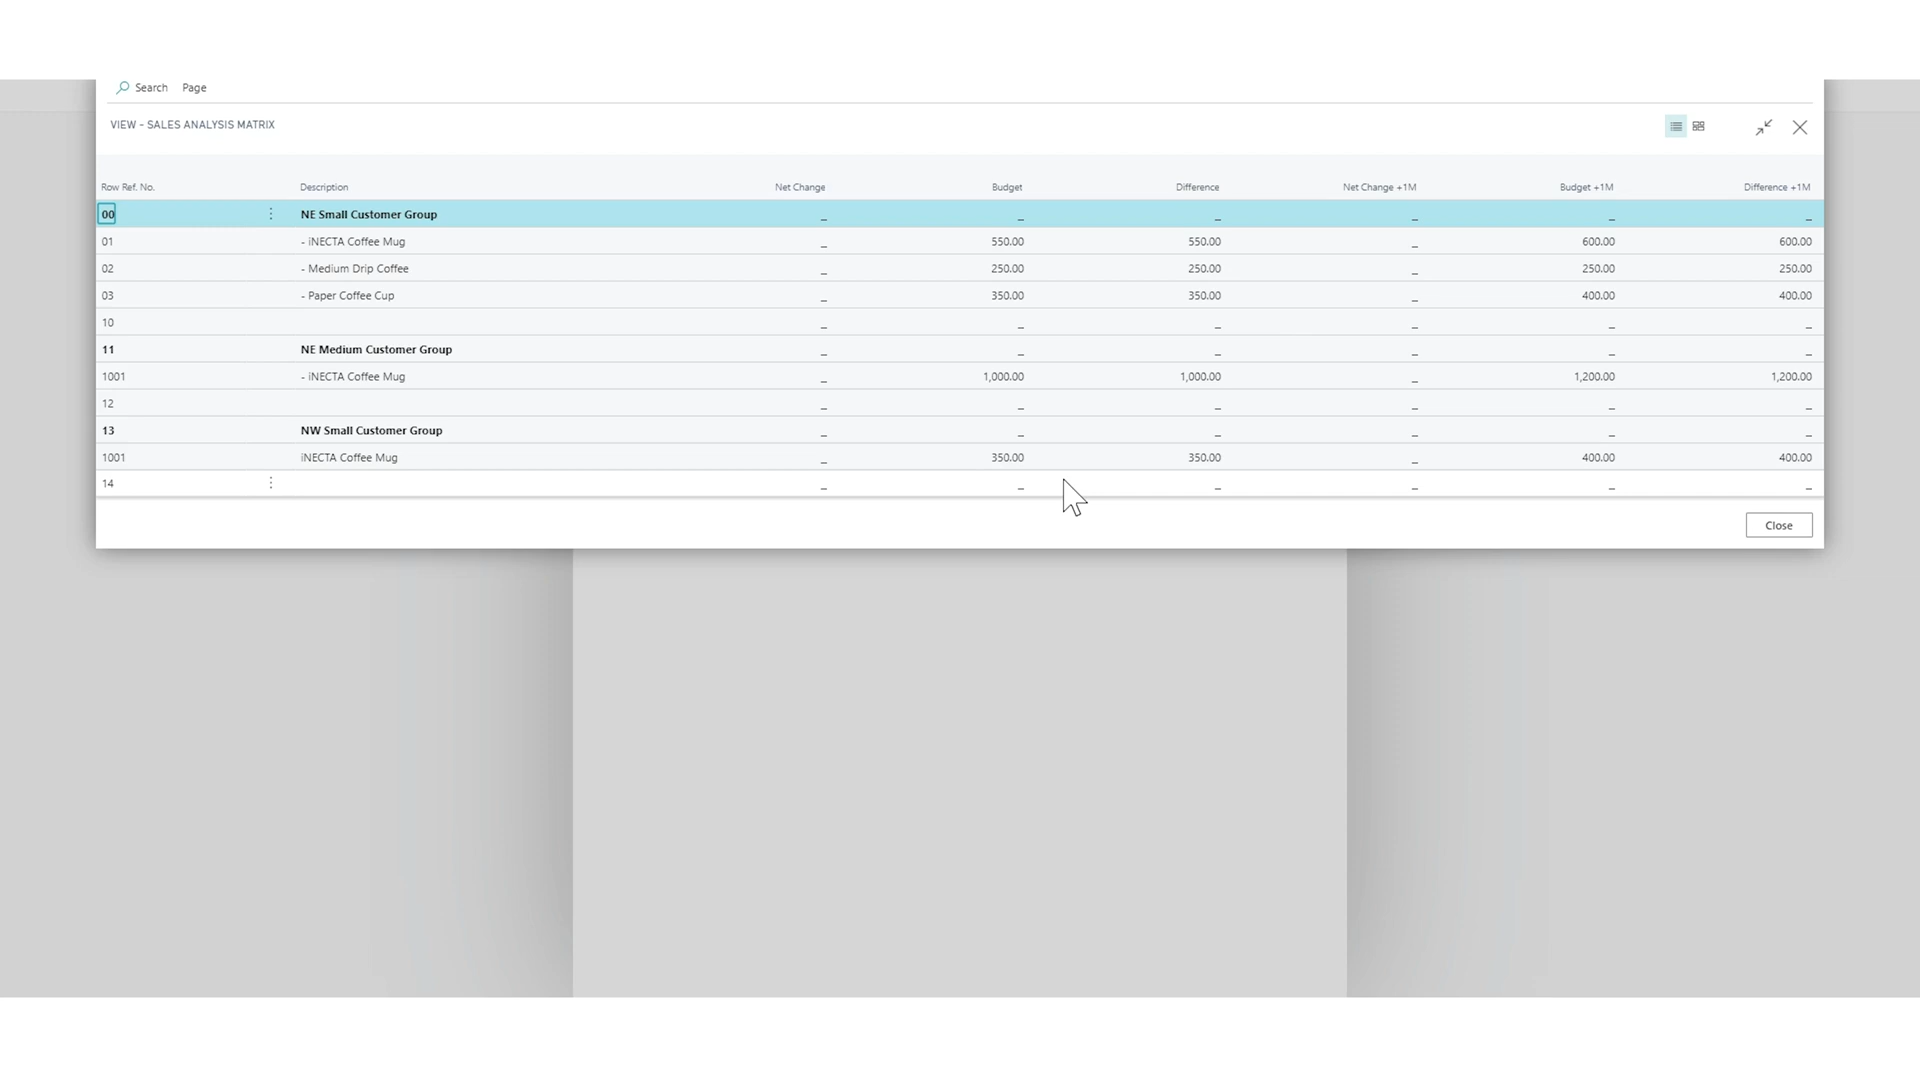 Search Page
VIEW - SALES ANALYSIS MATRIX
Row Ref. No. Description Net Change Budget Difference Net Change +1M Budget +1M Difference +1M
00 NE Small Customer Group _ _ _ _ _ _
01 - iNECTA Coffee Mug _ 550.00 550.00 _ 600.00 600.00
02 - Medium Drip Coffee _ 250.00 250.00 _ 250.00 250.00
03 - Paper Coffee Cup _ 350.00 350.00 _ 400.00 400.00
10 _ _ _ _ _ _
11 NE Medium Customer Group _ _ _ _ _ _
1001 - iNECTA Coffee Mug _ 1,000.00 1,000.00 _ 1,200.00 1,200.00
12 _ _ _ _ _ _
13 NW Small Customer Group _ _ _ _ _ _
1001 iNECTA Coffee Mug _ 350.00 350.00 _ 400.00 400.00
14 _ _ _ _ _ _
Close